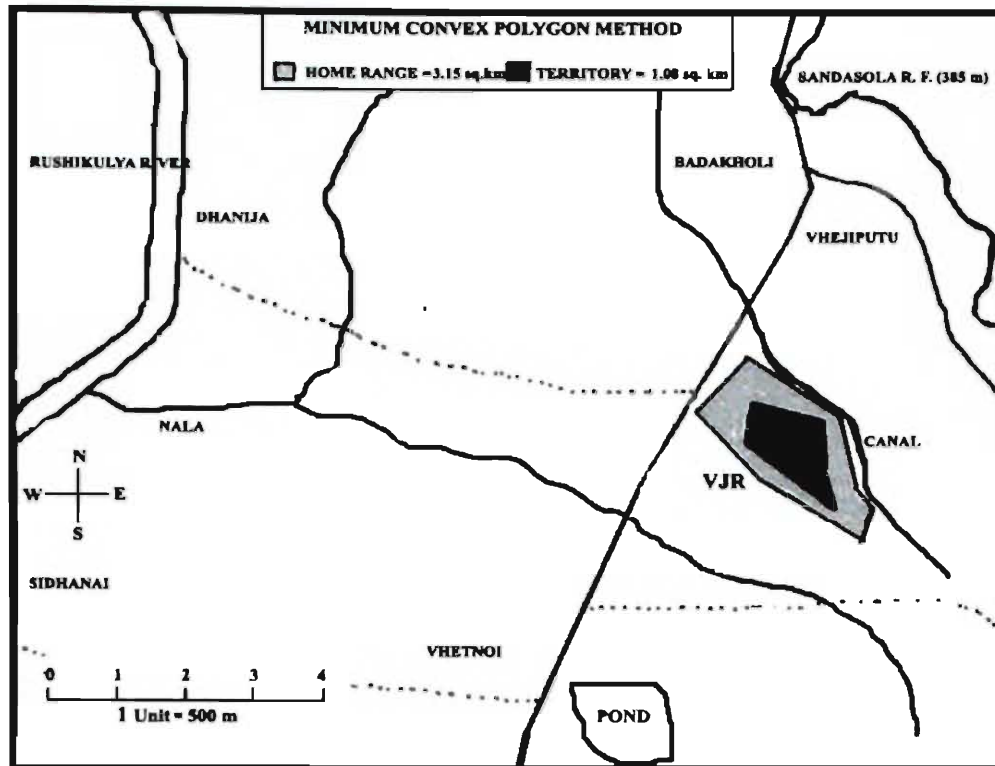 MINIMUM CONVEX POLYGON METHOD
HOME RANGE =3.15 sq.km TERRITORY = 1.08 sq. km
SANDASOLA R. F. (385 m)
RUSHIKULYA RIVER
BADAKHOLI
DHANIJA
VHEJIPUTU
NALA
CANAL
N
VJR
W E
S
SIDHANAI
VHETNOI
0 1 2 3 4
1 Unit = 500 m
POND